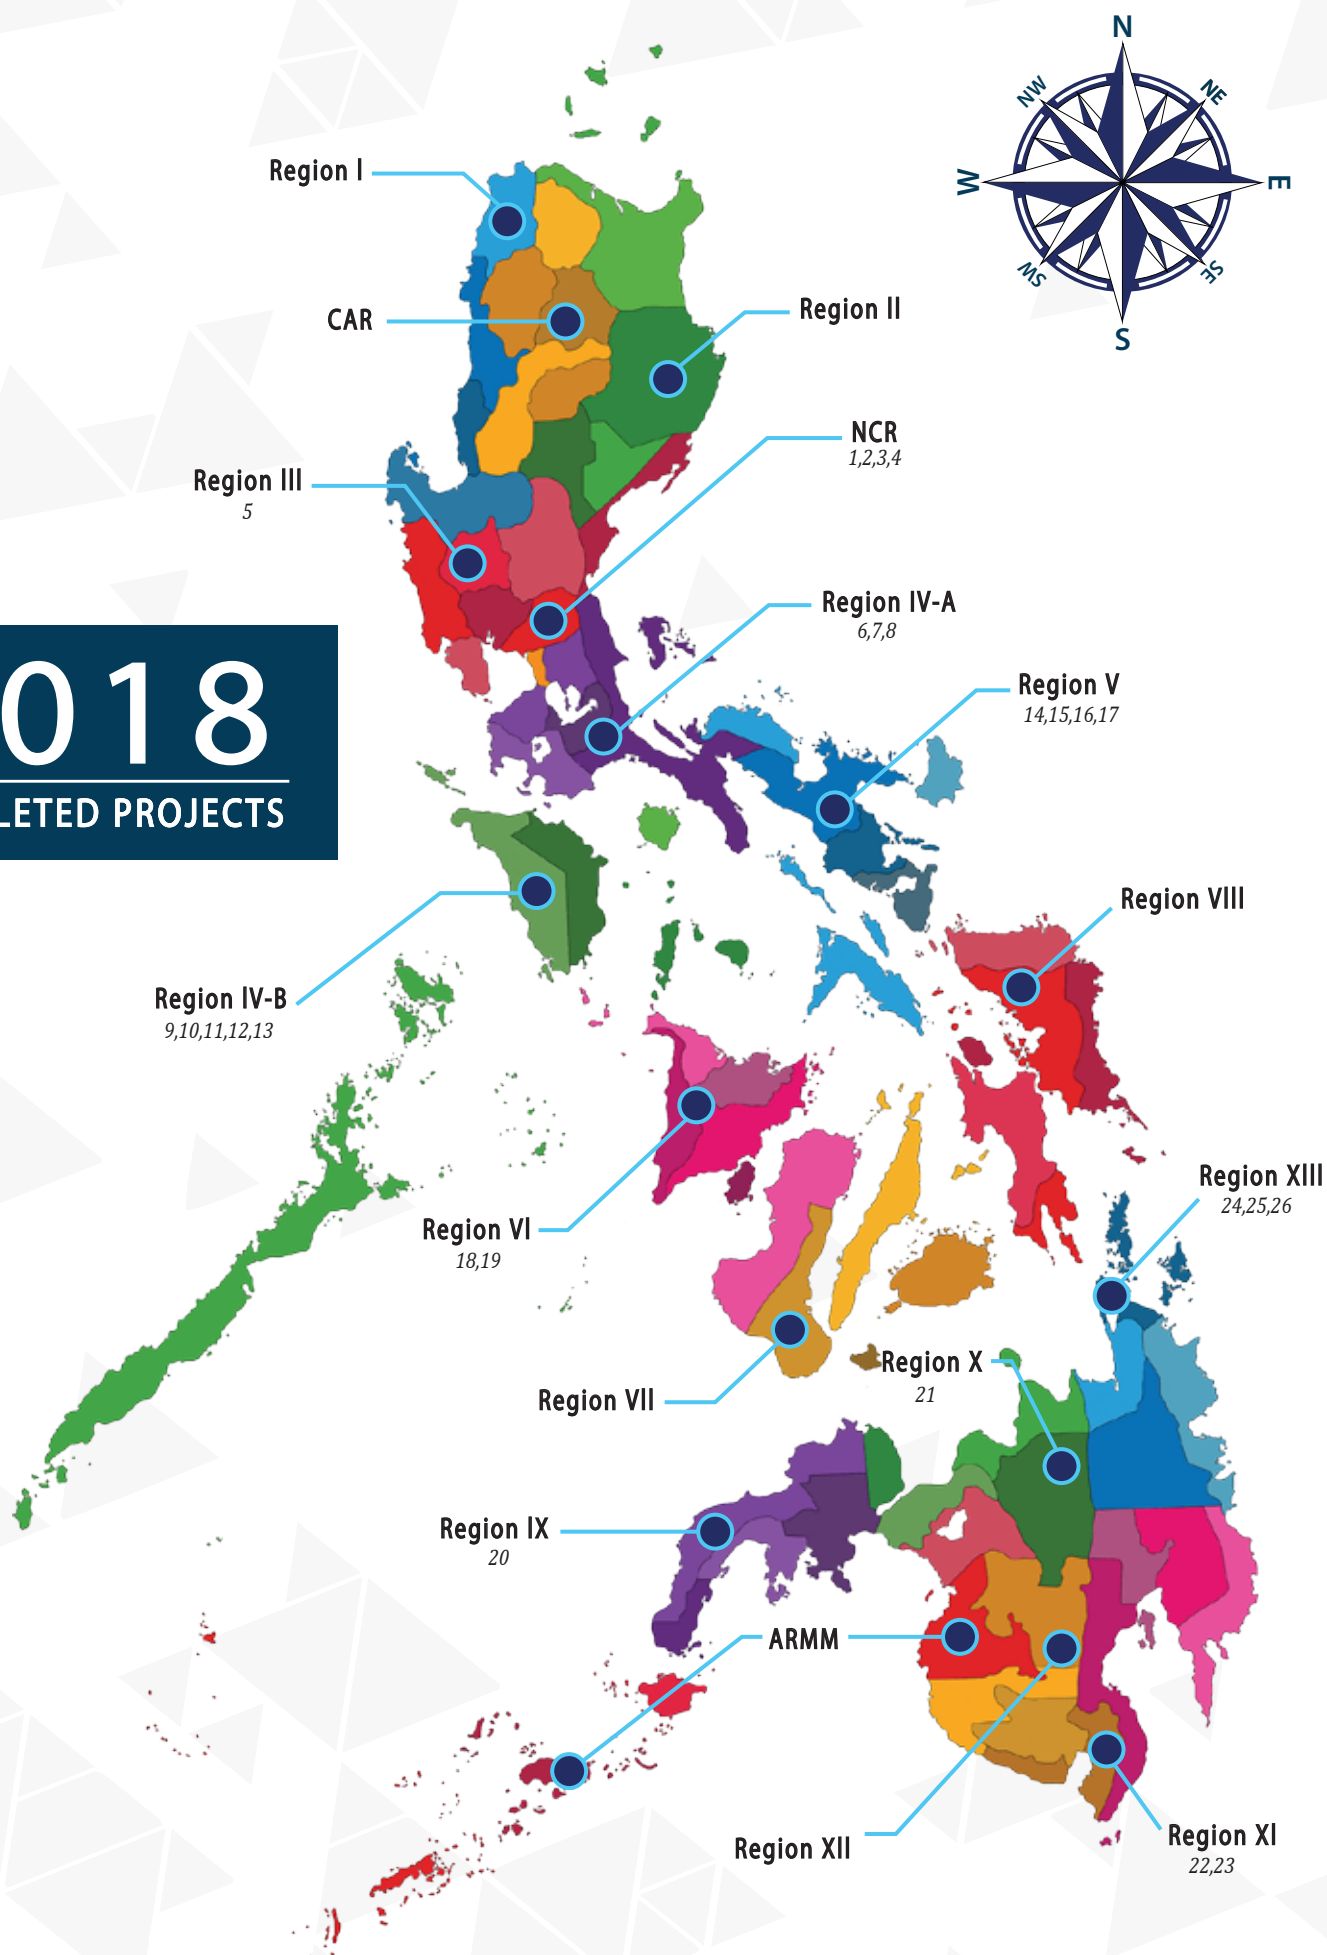 N
NW
NE
W
E
SW
SE
S
Region I
CAR
Region II
NCR
1,2,3,4
Region III
5
Region IV-A
6,7,8
018
LETED PROJECTS
Region V
14,15,16,17
Region VIII
Region IV-B
9,10,11,12,13
Region XIII
24,25,26
Region VI
18,19
Region X
21
Region VII
Region IX
20
ARMM
Region XII
Region XI
22,23